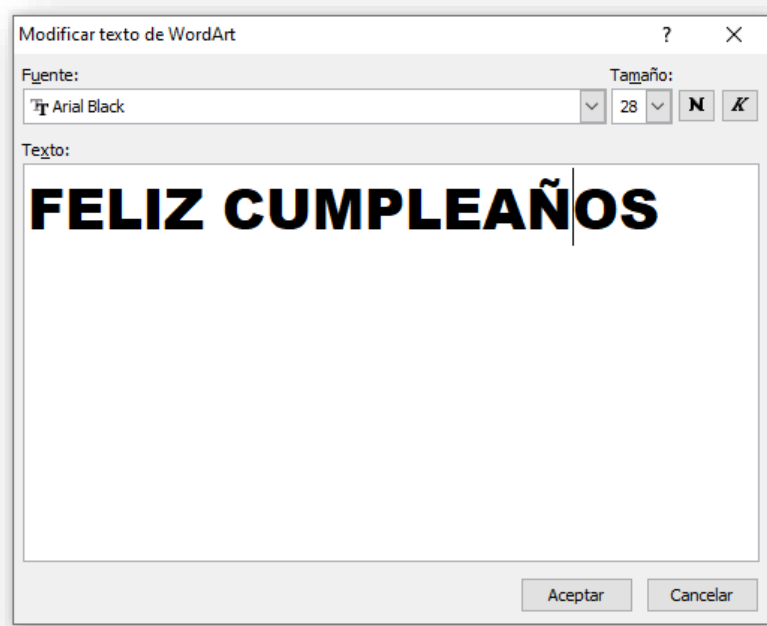 Modificar texto de WordArt ? X
Fuente: Tamaño:
Arial Black 28 N K
Texto:
FELIZ CUMPLEAÑOS
Aceptar Cancelar